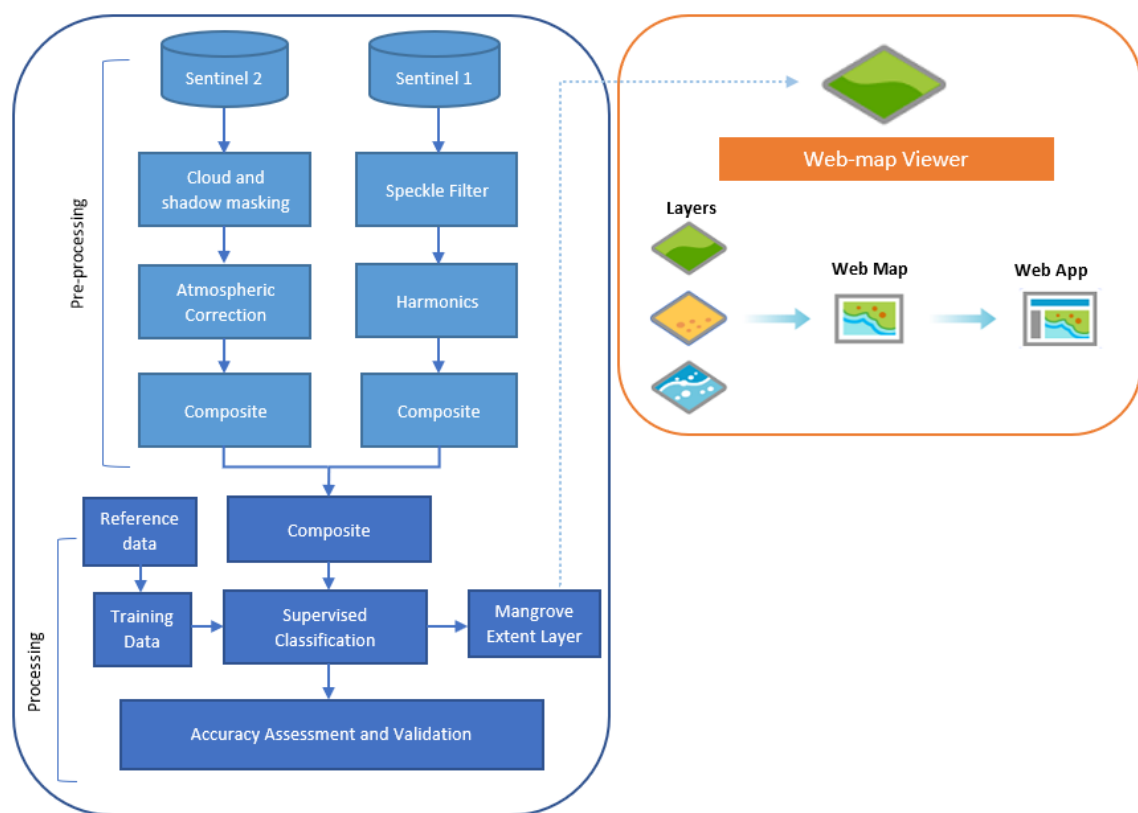 Sentinel 2
Sentinel 1
Pre-processing
Cloud and
shadow masking
Speckle Filter
Atmospheric
Correction
Harmonics
Composite
Composite
Reference
data
Composite
Processing
Training
Data
Supervised
Classification
Mangrove
Extent Layer
Accuracy Assessment and Validation
Web-map Viewer
Layers
Web Map
Web App